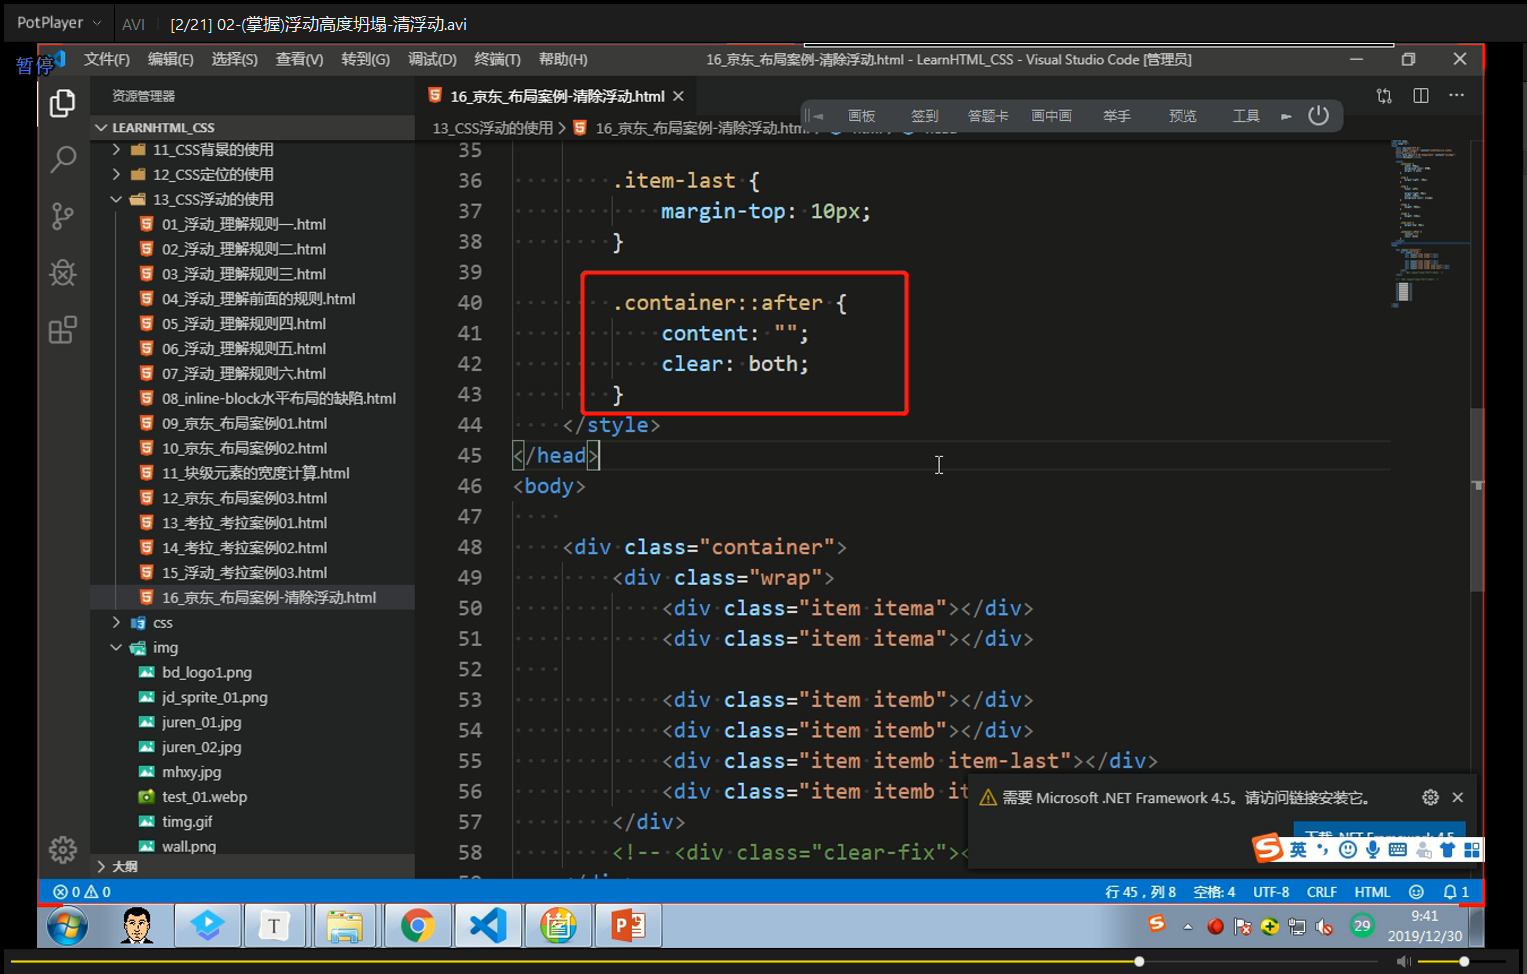 PotPlayer
AVI
[2/21] 02-(掌握)浮动高度坍塌-清浮动.avi
暂停
文件(F) 编辑(E) 选择(S) 查看(V) 转到(G) 调试(D) 终端(T) 帮助(H)
16_京东_布局案例-清除浮动.html - LearnHTML_CSS - Visual Studio Code [管理员]
资源管理器
16_京东_布局案例-清除浮动.html
画板 签到 答题卡 画中画 举手 预览 工具
LEARNHTML_CSS
13_CSS浮动的使用 > 16_京东_布局案例-清除浮动.html
11_CSS背景的使用
12_CSS定位的使用
13_CSS浮动的使用
01_浮动_理解规则一.html
02_浮动_理解规则二.html
03_浮动_理解规则三.html
04_浮动_理解前面的规则.html
05_浮动_理解规则四.html
06_浮动_理解规则五.html
07_浮动_理解规则六.html
08_inline-block水平布局的缺陷.html
09_京东_布局案例01.html
10_京东_布局案例02.html
11_块级元素的宽度计算.html
12_京东_布局案例03.html
13_考拉_考拉案例01.html
14_考拉_考拉案例02.html
15_浮动_考拉案例03.html
16_京东_布局案例-清除浮动.html
css
img
bd_logo1.png
jd_sprite_01.png
juren_01.jpg
juren_02.jpg
mhxy.jpg
test_01.webp
timg.gif
wall.png
大纲
35
36 .item-last {
37 margin-top: 10px;
38 }
39
40 .container::after {
41 content: "";
42 clear: both;
43 }
44 </style>
45 </head>
46 <body>
47
48 <div class="container">
49 <div class="wrap">
50 <div class="item itema"></div>
51 <div class="item itema"></div>
52
53 <div class="item itemb"></div>
54 <div class="item itemb"></div>
55 <div class="item itemb item-last"></div>
56 <div class="item itemb it
57 </div>
58 <!-- <div class="clear-fix"><
需要 Microsoft .NET Framework 4.5。请访问链接安装它。
下载 .NET Framework 4.5
英
0 0
行 45，列 8 空格: 4 UTF-8 CRLF HTML 1
T
29
9:41
2019/12/30